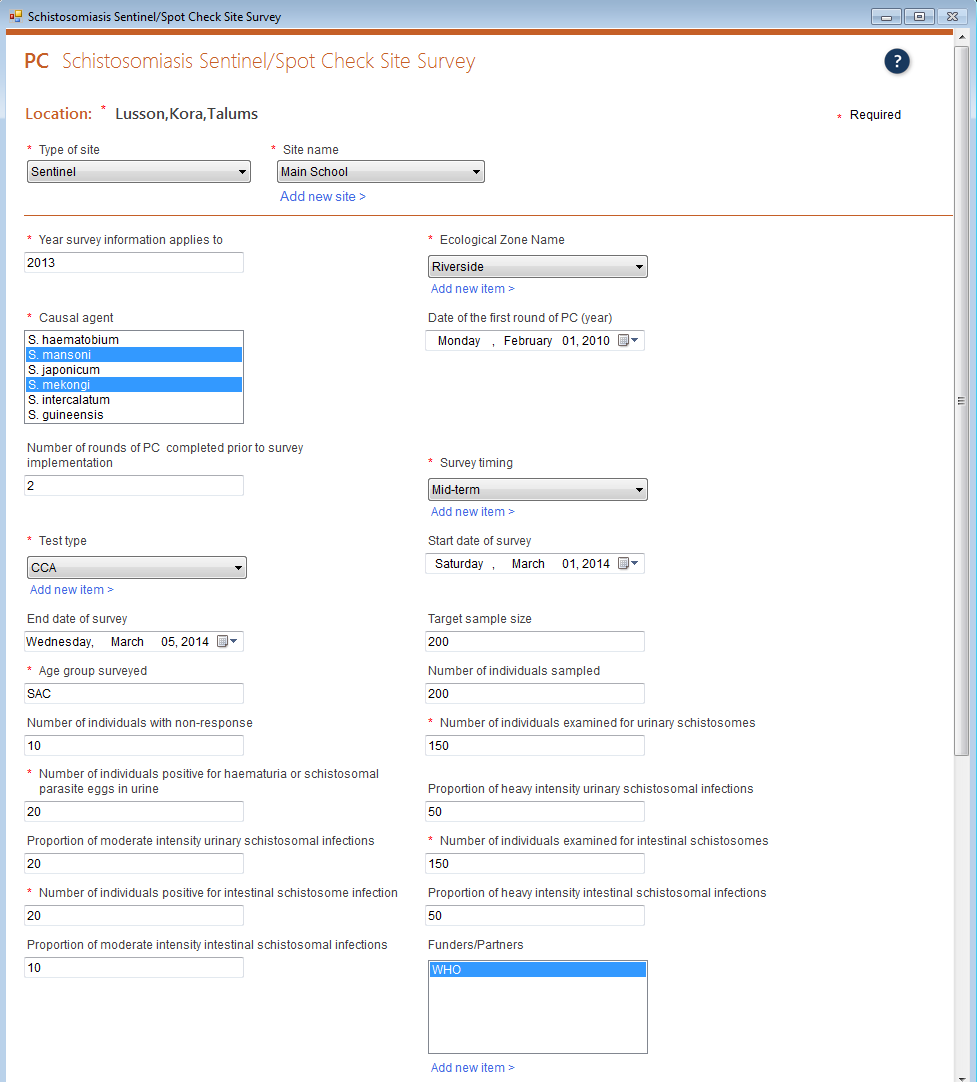 Schistosomiasis Sentinel/Spot Check Site Survey
PC Schistosomiasis Sentinel/Spot Check Site Survey
?
Location: * Lusson,Kora,Talums
* Required
* Type of site
* Site name
Sentinel
Main School
Add new site >
* Year survey information applies to
* Ecological Zone Name
2013
Riverside
Add new item >
* Causal agent
Date of the first round of PC (year)
S. haematobium
Monday , February 01, 2010
S. mansoni
S. japonicum
S. mekongi
S. intercalatum
S. guineensis
Number of rounds of PC completed prior to survey
implementation
* Survey timing
2
Mid-term
Add new item >
* Test type
Start date of survey
CCA
Saturday , March 01, 2014
Add new item >
End date of survey
Target sample size
Wednesday, March 05, 2014
200
* Age group surveyed
Number of individuals sampled
SAC
200
Number of individuals with non-response
* Number of individuals examined for urinary schistosomes
10
150
* Number of individuals positive for haematuria or schistosomal
parasite eggs in urine
Proportion of heavy intensity urinary schistosomal infections
20
50
Proportion of moderate intensity urinary schistosomal infections
* Number of individuals examined for intestinal schistosomes
20
150
* Number of individuals positive for intestinal schistosome infection
Proportion of heavy intensity intestinal schistosomal infections
20
50
Proportion of moderate intensity intestinal schistosomal infections
Funders/Partners
10
WHO
Add new item >